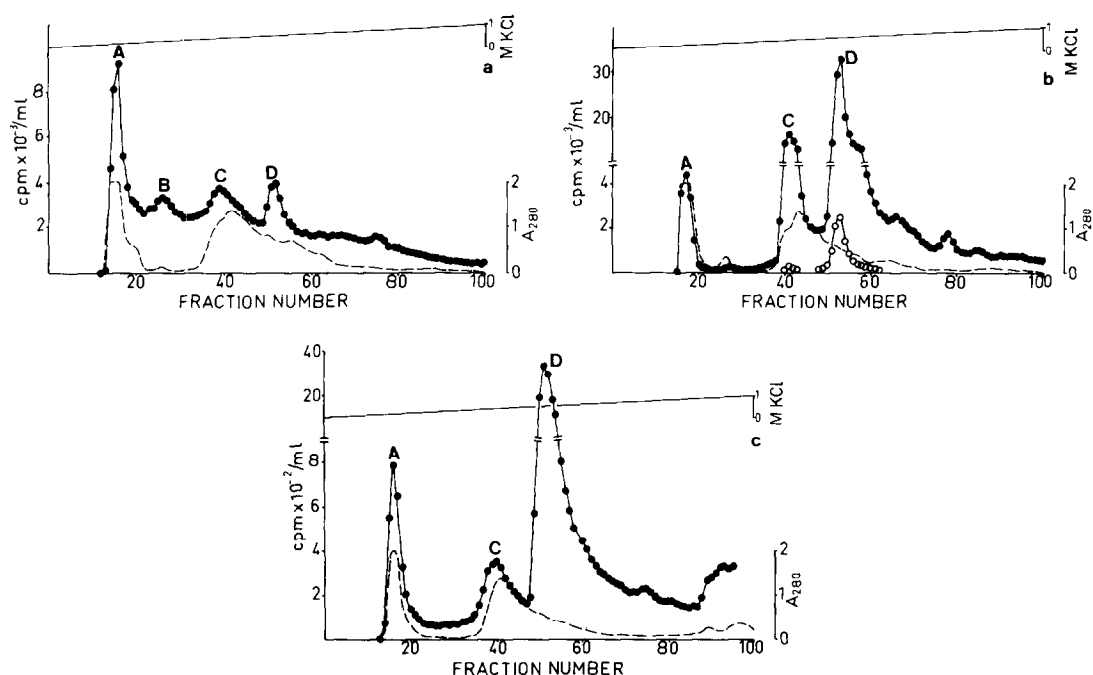 A
B
C
D
a
8
6
4
2
cpm x 10⁻³/ml
1
0
M KCl
2
1
0
A280
20
40
60
80
100
FRACTION NUMBER
A
C
D
b
30
20
4
2
cpm x 10⁻³/ml
1
0
M KCl
2
1
0
A280
20
40
60
80
100
FRACTION NUMBER
A
C
D
c
40
20
8
6
4
2
cpm x 10⁻²/ml
1
0
M KCl
2
1
0
A280
20
40
60
80
100
FRACTION NUMBER